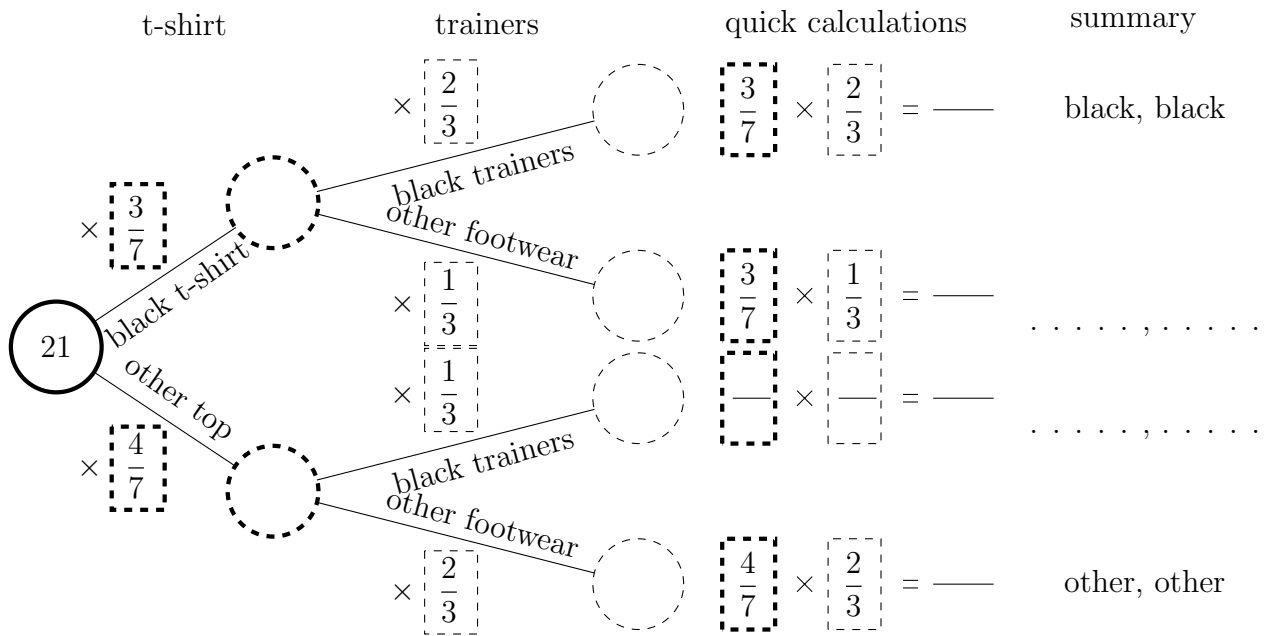 t-shirt trainers quick calculations summary
× 2/3
3/7 × 2/3 = — black, black
black trainers
× 3/7
other footwear
black t-shirt
× 1/3
3/7 × 1/3 = — . . . . . , . . . . .
21
other top
× 1/3
— × — = — . . . . . , . . . . .
black trainers
× 4/7
other footwear
× 2/3
4/7 × 2/3 = — other, other